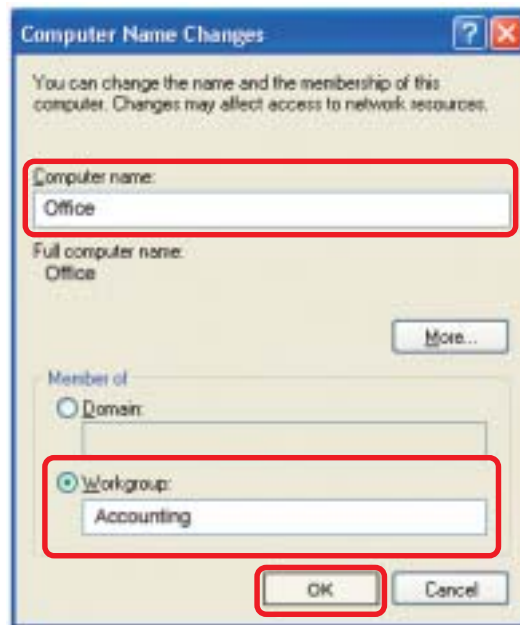 Computer Name Changes
You can change the name and the membership of this
computer. Changes may affect access to network resources.
Computer name:
Office
Full computer name:
Office
More...
Member of
Domain:
Workgroup:
Accounting
OK
Cancel